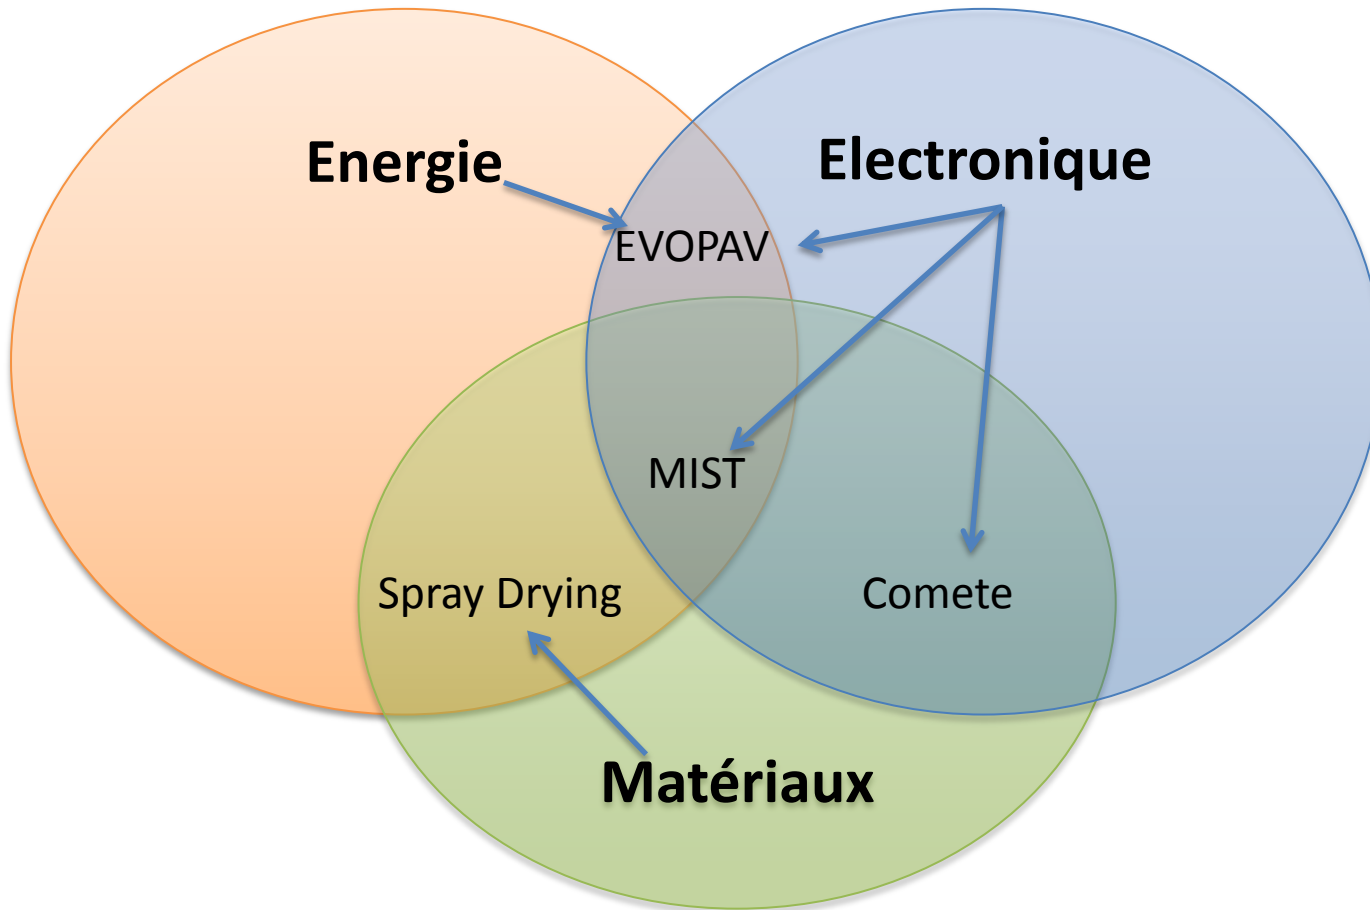 Energie
Electronique
EVOPAV
MIST
Spray Drying
Comete
Matériaux